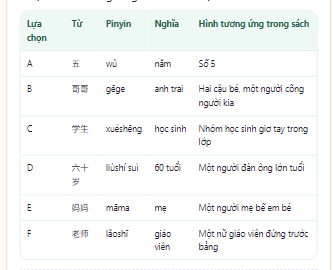 Lựa chọn Từ Pinyin Nghĩa Hình tương ứng trong sách
A 五 wǔ năm Số 5
B 哥哥 gēge anh trai Hai cậu bé, một người cõng người kia
C 学生 xuéshēng học sinh Nhóm học sinh giơ tay trong lớp
D 六十岁 liùshí suì 60 tuổi Một người đàn ông lớn tuổi
E 妈妈 māma mẹ Một người mẹ bế em bé
F 老师 lǎoshī giáo viên Một nữ giáo viên đứng trước bảng